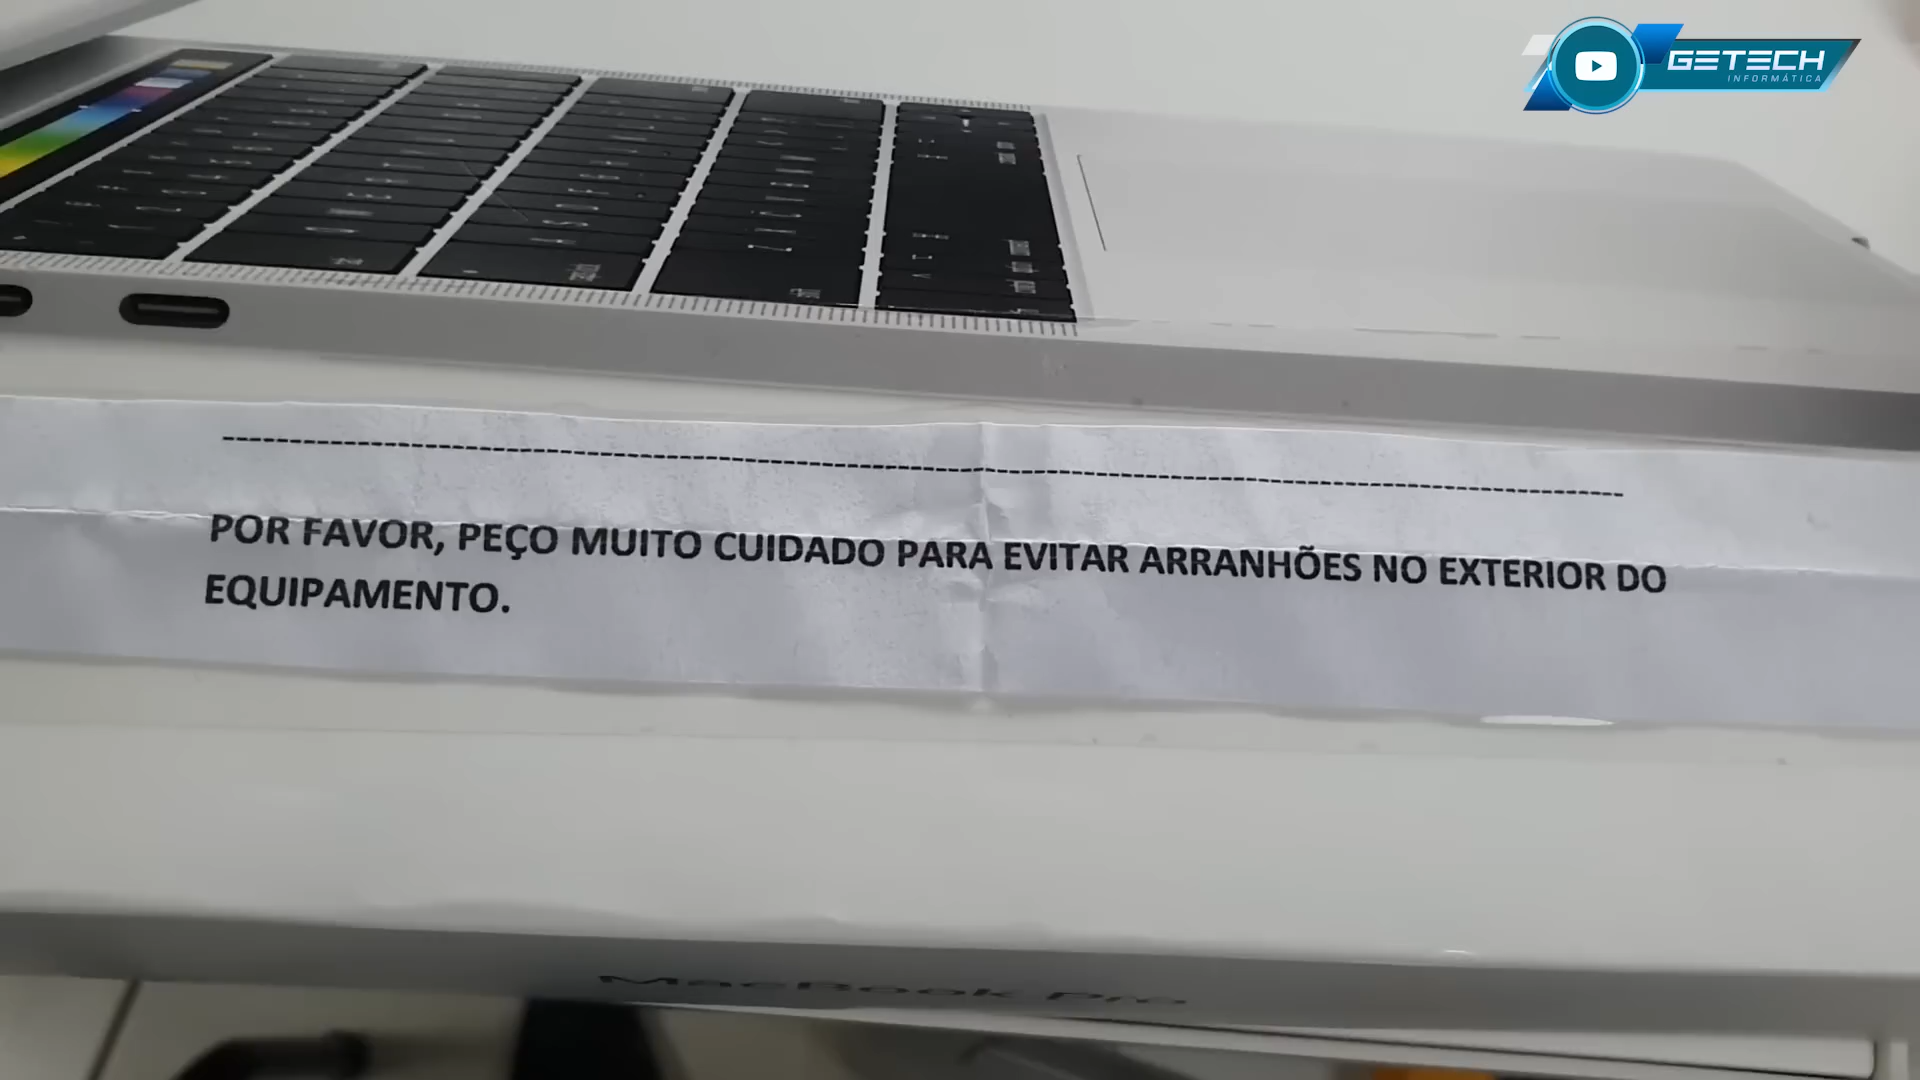 GETECH
INFORMÁTICA
POR FAVOR, PEÇO MUITO CUIDADO PARA EVITAR ARRANHÕES NO EXTERIOR DO
EQUIPAMENTO.
MacBook Pro